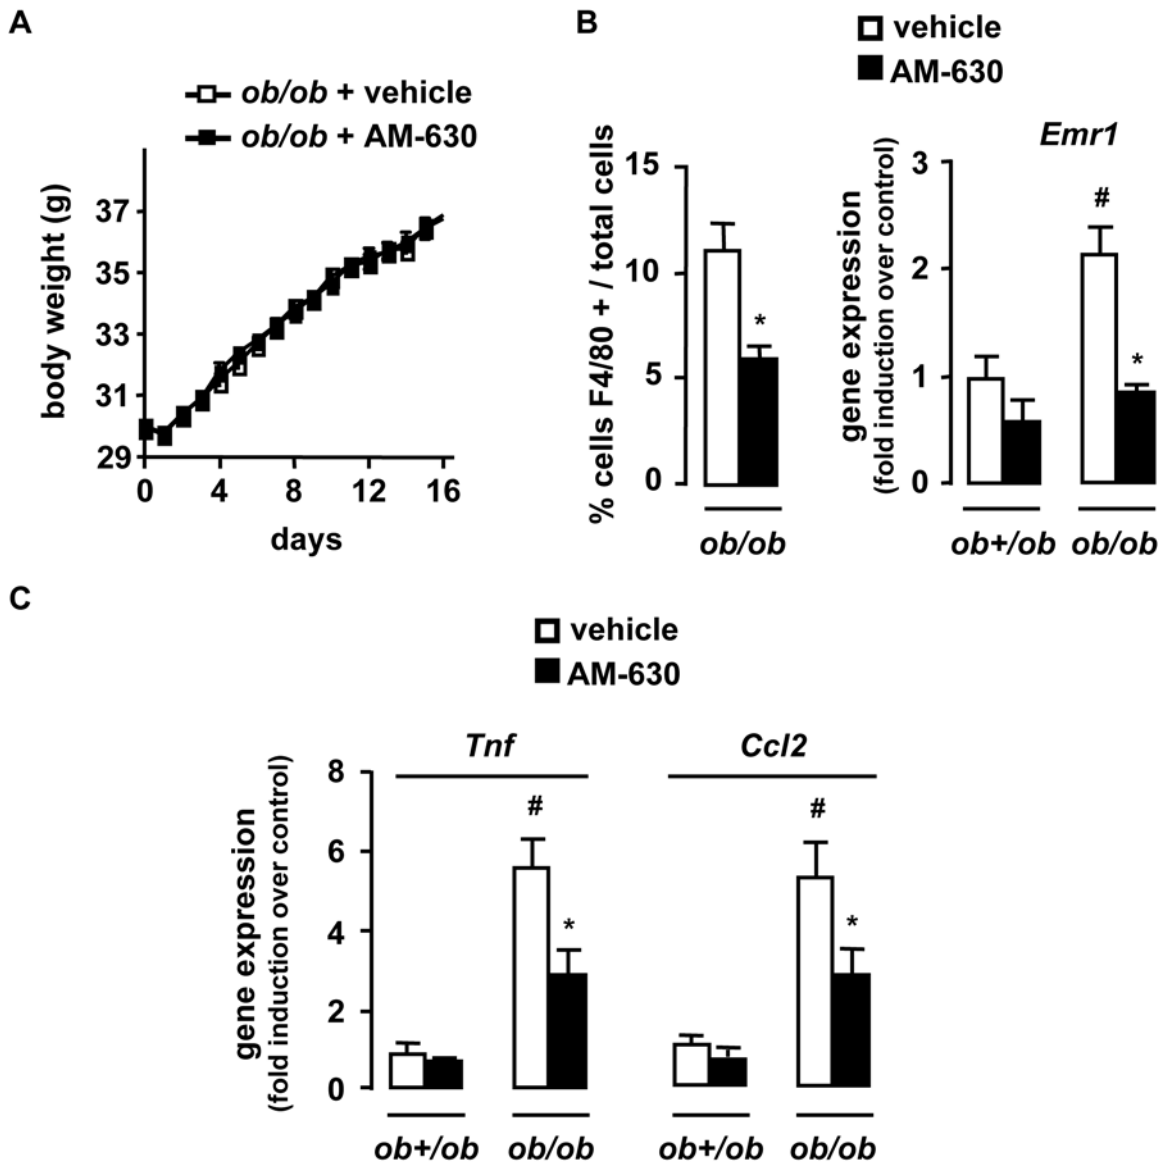 A
ob/ob + vehicle
ob/ob + AM-630
body weight (g)
37
35
33
31
29
0 4 8 12 16
days
B
vehicle
AM-630
% cells F4/80 + / total cells
15
10
5
0
*
ob/ob
Emr1
gene expression
(fold induction over control)
3
2
1
0
#
*
ob+/ob ob/ob
C
vehicle
AM-630
gene expression
(fold induction over control)
8
6
4
2
0
Tnf Ccl2
# #
* *
ob+/ob ob/ob ob+/ob ob/ob